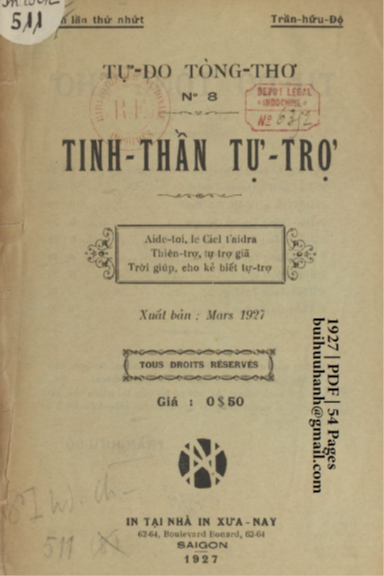 511
lần thứ nhứt
Trần-hữu-Độ
TỰ-DO TÒNG-THƠ
Nº 8
DEPOT LEGAL
INDOCHINE
Nº
R.F.
TINH-THẦN TỰ-TRỢ
Aide-toi, le Ciel t'aidra
Thiên-trợ, tự-trợ giã
Trời giúp, cho kẻ biết tự-trợ
Xuất bản : Mars 1927
TOUS DROITS RÉSERVÉS
Giá : 0$50
IN TẠI NHÀ IN XƯA-NAY
62-64, Boulevard Bonard, 62-64
SAIGON
1927
511
1927 | PDF | 54 Pages
buihuuhanh@gmail.com